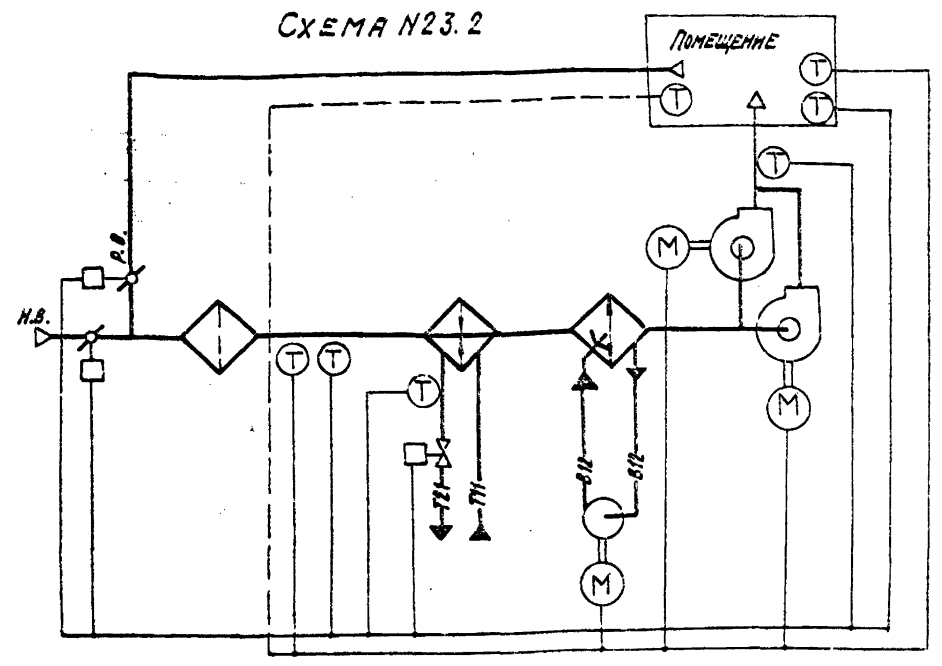 СХЕМА N23.2
ПОМЕЩЕНИЕ
Т
Т
Т
Т
Р.В.
М
Н.В.
Т
Т
Т
М
В12
В12
Т21
Т11
М